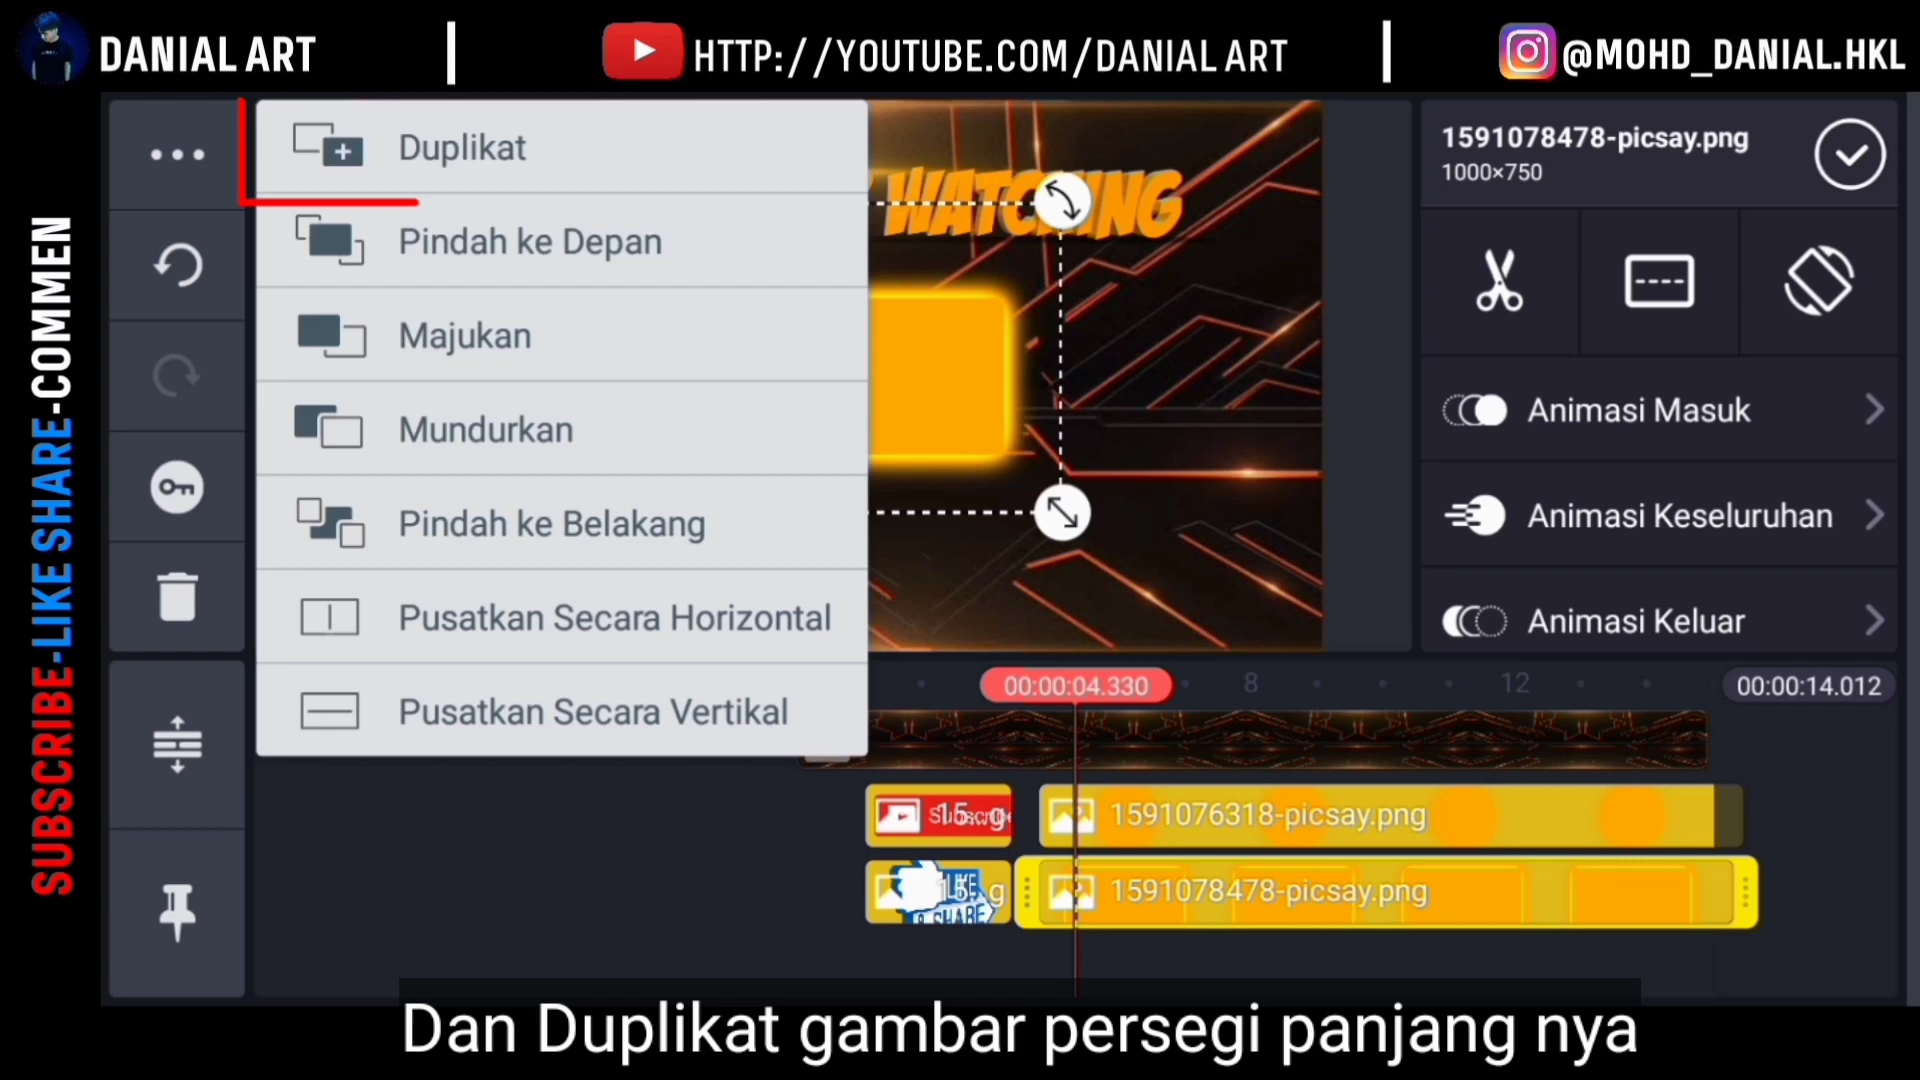 DANIAL ART
HTTP://YOUTUBE.COM/DANIAL ART
@MOHD_DANIAL.HKL
SUBSCRIBE-LIKE SHARE-COMMEN
Duplikat
Pindah ke Depan
Majukan
Mundurkan
Pindah ke Belakang
Pusatkan Secara Horizontal
Pusatkan Secara Vertikal
WATCHING
1591078478-picsay.png
1000×750
Animasi Masuk
Animasi Keseluruhan
Animasi Keluar
00:00:04.330
8
12
00:00:14.012
1591076318-picsay.png
LIKE
& SHARE
1591078478-picsay.png
Dan Duplikat gambar persegi panjang nya